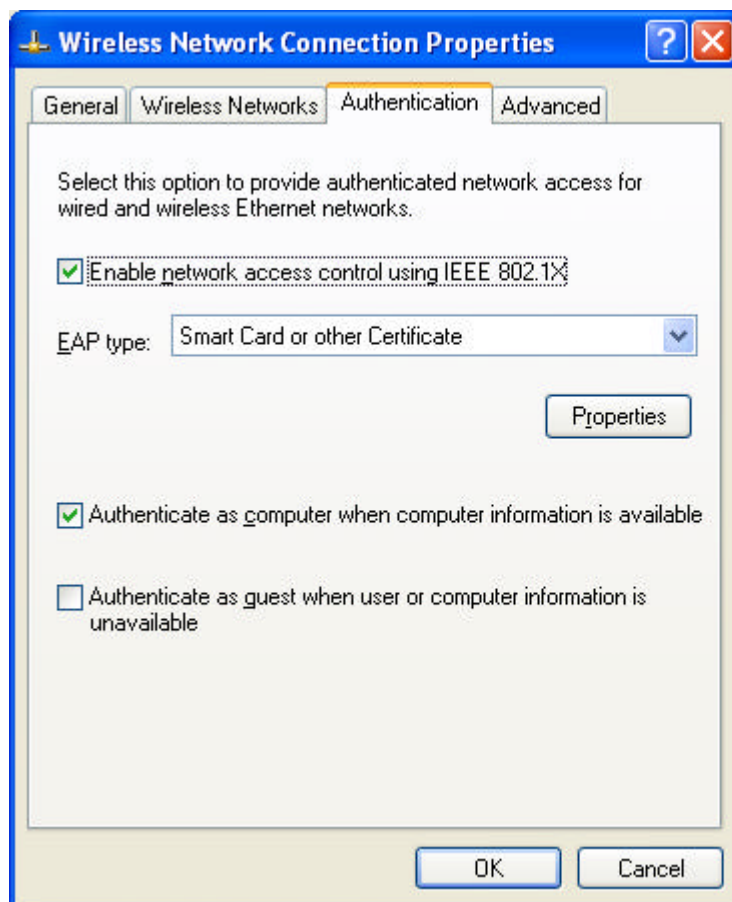 Wireless Network Connection Properties
General Wireless Networks Authentication Advanced
Select this option to provide authenticated network access for
wired and wireless Ethernet networks.
Enable network access control using IEEE 802.1X
EAP type: Smart Card or other Certificate
Properties
Authenticate as computer when computer information is available
Authenticate as guest when user or computer information is
unavailable
OK Cancel